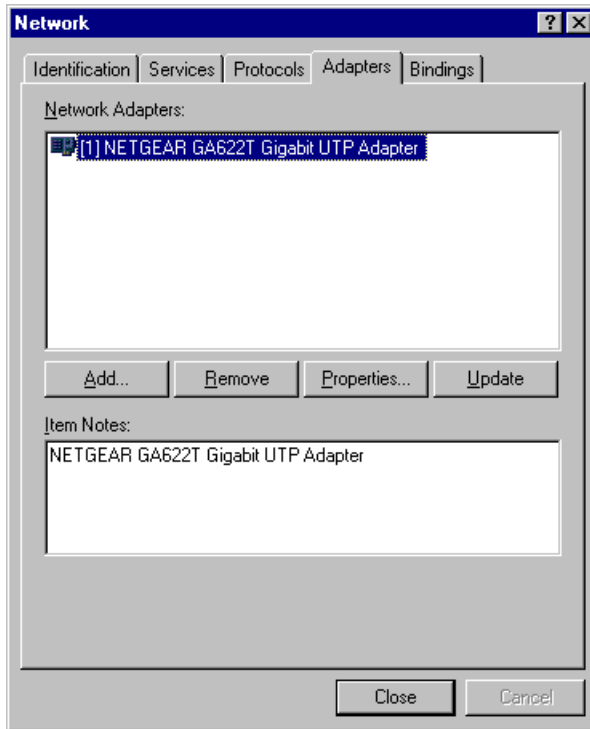 Network
Identification Services Protocols Adapters Bindings
Network Adapters:
[1] NETGEAR GA622T Gigabit UTP Adapter
Add... Remove Properties... Update
Item Notes:
NETGEAR GA622T Gigabit UTP Adapter
Close Cancel